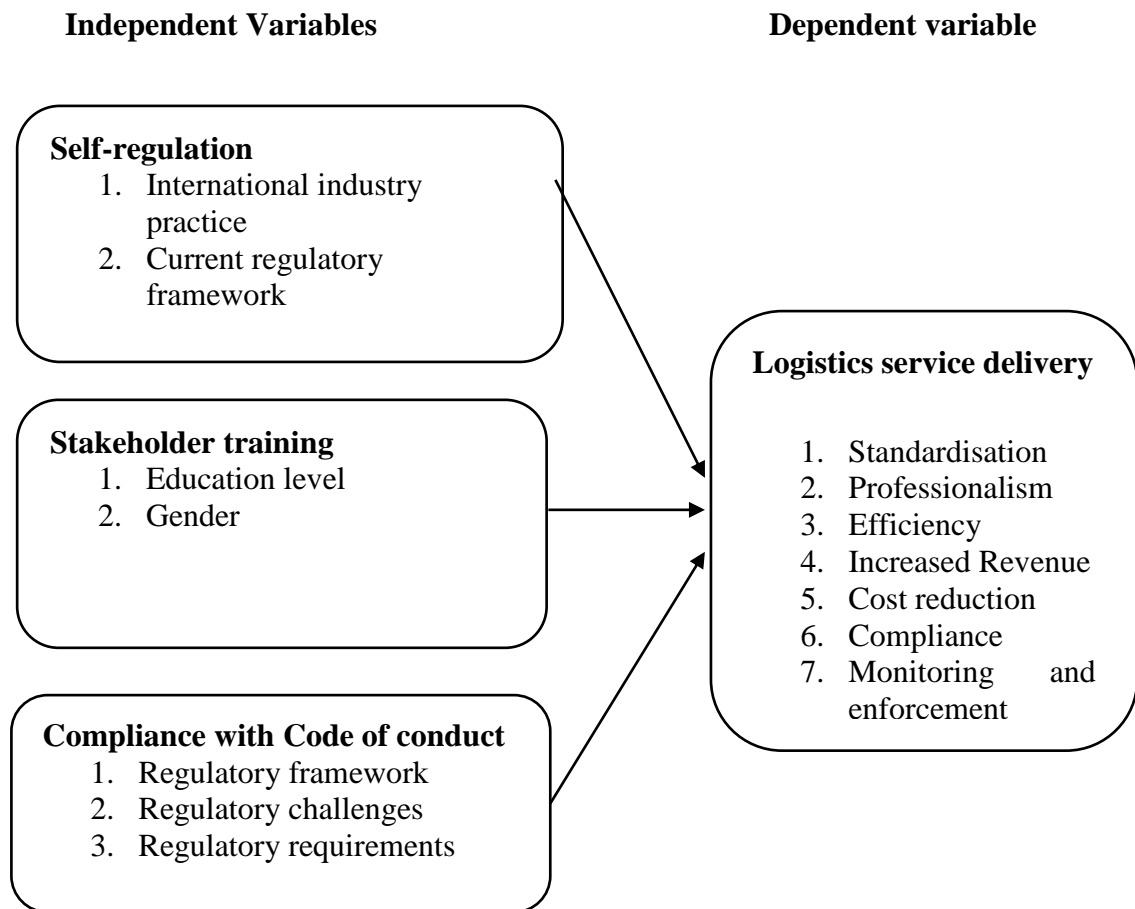 Independent Variables
Dependent variable
Self-regulation
1. International industry
practice
2. Current regulatory
framework
Stakeholder training
1. Education level
2. Gender
Compliance with Code of conduct
1. Regulatory framework
2. Regulatory challenges
3. Regulatory requirements
Logistics service delivery
1. Standardisation
2. Professionalism
3. Efficiency
4. Increased Revenue
5. Cost reduction
6. Compliance
7. Monitoring and
enforcement